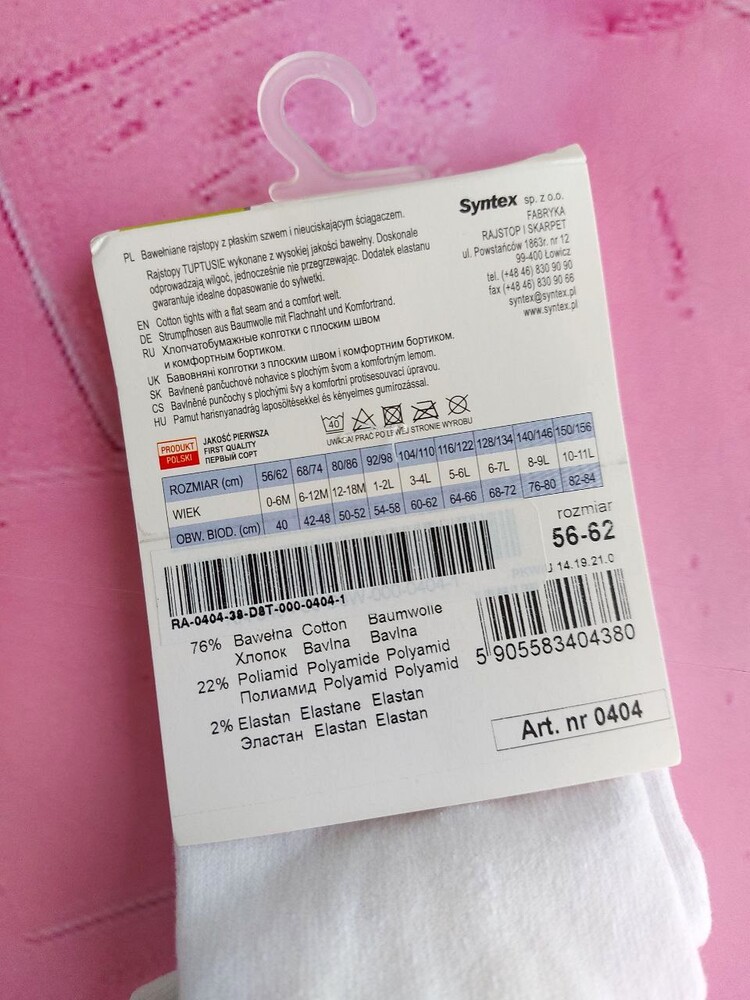 Syntex sp. z o.o.
FABRYKA
RAJSTOP I SKARPET
ul. Powstańców 1863r. nr 12
99-400 Łowicz
tel. (+48 46) 830 90 90
fax (+48 46) 830 90 66
syntex@syntex.pl
www.syntex.pl
PL Bawełniane rajstopy z płaskim szwem i nieuciskającym ściągaczem.
Rajstopy TUPTUSIE wykonane z wysokiej jakości bawełny. Doskonale
odprowadzają wilgoć, jednocześnie nie przegrzewając. Dodatek elastanu
gwarantuje idealne dopasowanie do sylwetki.
EN Cotton tights with a flat seam and a comfort welt.
DE Strumpfhosen aus Baumwolle mit Flachnaht und Komfortrand.
RU Хлопчатобумажные колготки с плоским швом
и комфортным бортиком.
UK Бавовняні колготки з плоским швом і комфортним бортиком.
SK Bavlnené pančuchové nohavice s plochým švom a komfortným lemom.
CS Bavlněné punčochy s plochými švy a komfortní protisesouvací úpravou.
HU Pamut harisnyanadrág laposöltésekkel és kényelmes gumírozással.
40
UWAGA! PRAĆ PO LEWEJ STRONIE WYROBU
PRODUKT
POLSKI
JAKOŚĆ PIERWSZA
FIRST QUALITY
ПЕРВЫЙ СОРТ
ROZMIAR (cm) 56/62 68/74 80/86 92/98 104/110 116/122 128/134 140/146 150/156
WIEK 0-6M 6-12M 12-18M 1-2L 3-4L 5-6L 6-7L 8-9L 10-11L
OBW. BIOD. (cm) 40 42-48 50-52 54-58 60-62 64-66 68-72 76-80 82-84
rozmiar
56-62
J 14.19.21.0
RA-0404-38-D8T-000-0404-1
5 905583404380
76% Bawełna Cotton Baumwolle
Хлопок Bavlna Bavlna
22% Poliamid Polyamide Polyamid
Полиамид Polyamid Polyamid
2% Elastan Elastane Elastan
Эластан Elastan Elastan
Art. nr 0404